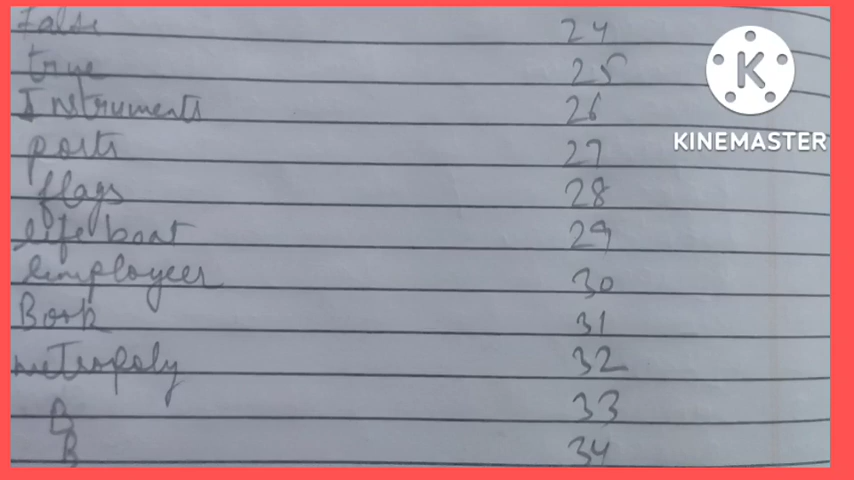 False 24
true 25
Instruments 26
ports 27
flags 28
life boat 29
employees 30
Book 31
metropoly 32
B 33
B 34
K
KINEMASTER